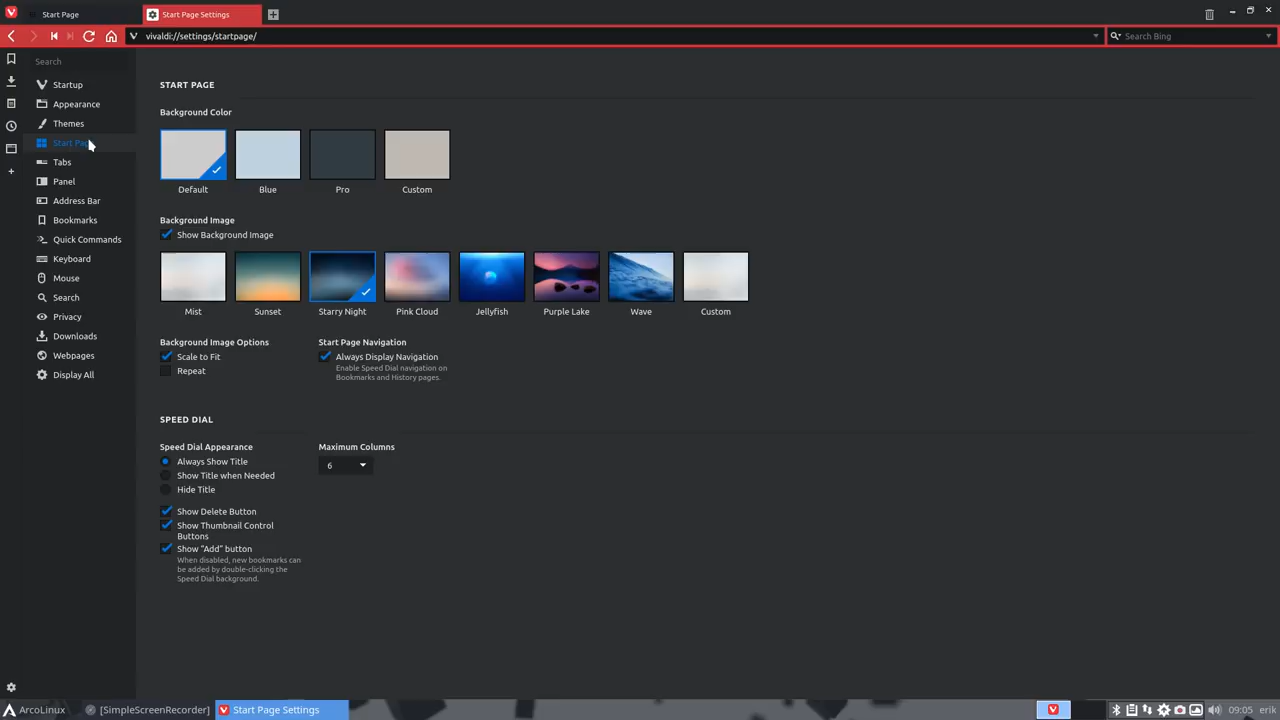 Start Page
Start Page Settings
vivaldi://settings/startpage/
Search Bing
Search
Startup
Appearance
Themes
Start Pag
Tabs
Panel
Address Bar
Bookmarks
Quick Commands
Keyboard
Mouse
Search
Privacy
Downloads
Webpages
Display All
START PAGE
Background Color
Default
Blue
Pro
Custom
Background Image
Show Background Image
Mist
Sunset
Starry Night
Pink Cloud
Jellyfish
Purple Lake
Wave
Custom
Background Image Options
Scale to Fit
Repeat
Start Page Navigation
Always Display Navigation
Enable Speed Dial navigation on
Bookmarks and History pages.
SPEED DIAL
Speed Dial Appearance
Always Show Title
Show Title when Needed
Hide Title
Show Delete Button
Show Thumbnail Control
Buttons
Show "Add" button
When disabled, new bookmarks can
be added by double-clicking the
Speed Dial background.
Maximum Columns
6
ArcoLinux
[SimpleScreenRecorder]
Start Page Settings
09:05
erik